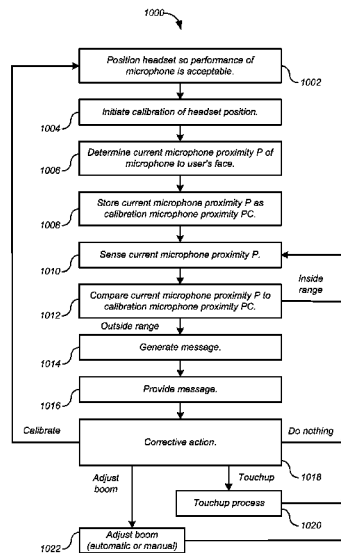 1000
Position headset so performance of
microphone is acceptable.
1002
Initiate calibration of headset position.
1004
Determine current microphone proximity P
of microphone to user's face.
1006
Store current microphone proximity P as
calibration microphone proximity PC.
1008
Sense current microphone proximity P.
1010
Inside
range
Compare current microphone proximity P to
calibration microphone proximity PC.
1012
Outside range
Generate message.
1014
Provide message.
1016
Calibrate
Corrective action.
Do nothing
1018
Adjust
boom
Touchup
Touchup process
1020
Adjust boom
(automatic or manual)
1022